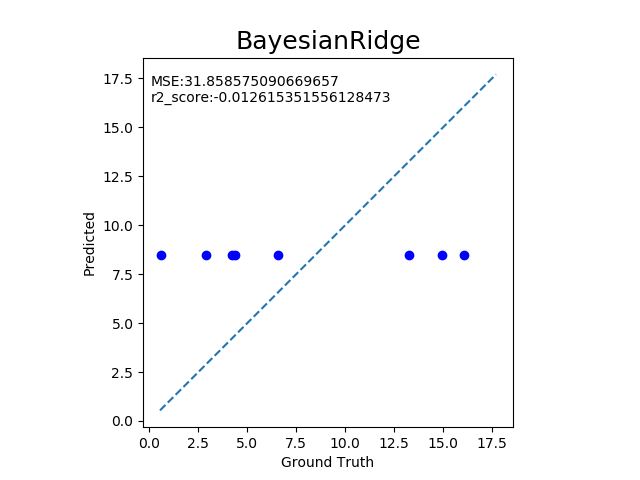 BayesianRidge
MSE:31.858575090669657
r2_score:-0.012615351556128473
17.5
15.0
12.5
10.0
7.5
5.0
2.5
0.0
Predicted
0.0 2.5 5.0 7.5 10.0 12.5 15.0 17.5
Ground Truth